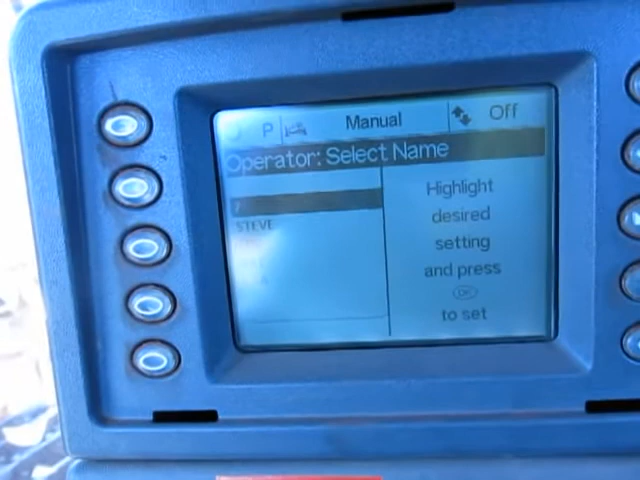 P Manual Off
Operator: Select Name
STEVE
Highlight
desired
setting
and press
OK
to set